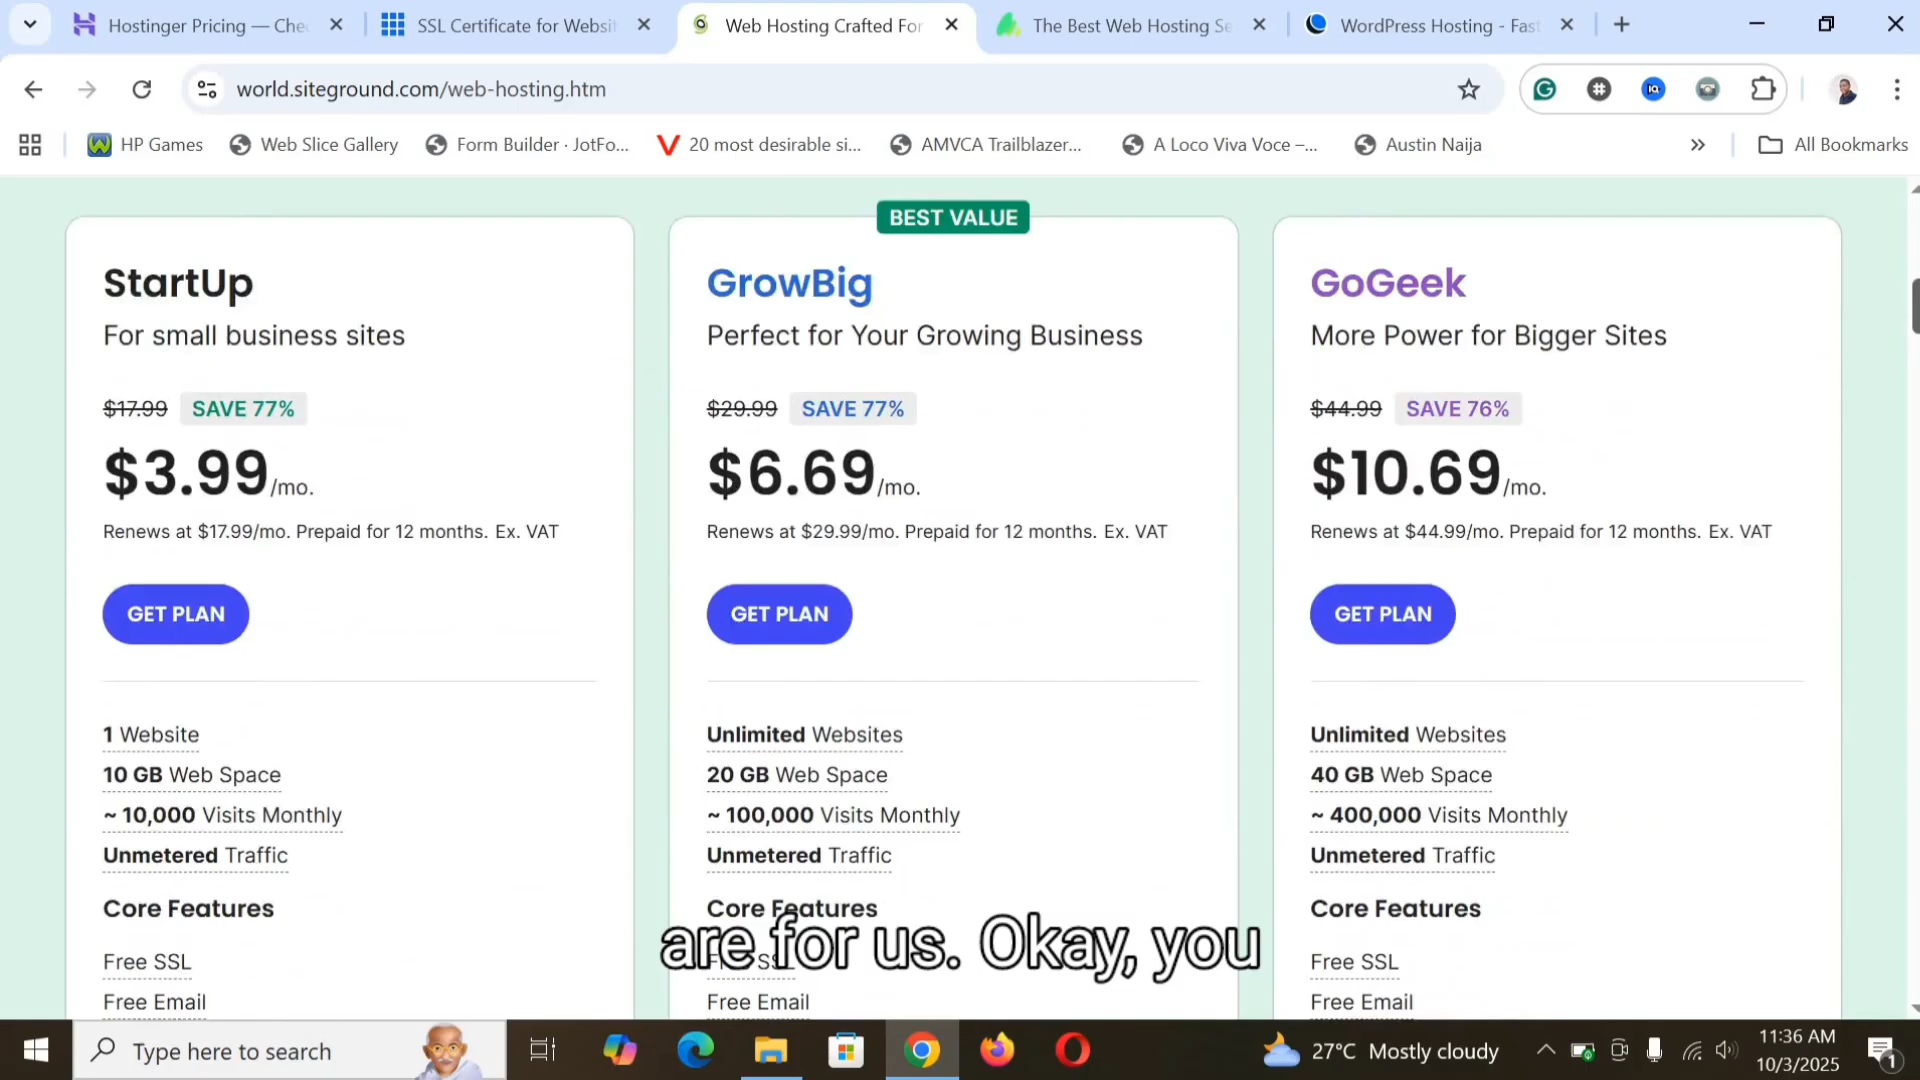 Hostinger Pricing — Che
SSL Certificate for Websit
Web Hosting Crafted For
The Best Web Hosting Se
WordPress Hosting - Fast
world.siteground.com/web-hosting.htm
HP Games
Web Slice Gallery
Form Builder · JotFo...
20 most desirable si...
AMVCA Trailblazer...
A Loco Viva Voce –...
Austin Naija
All Bookmarks
BEST VALUE
StartUp
For small business sites
$17.99 SAVE 77%
$3.99/mo.
Renews at $17.99/mo. Prepaid for 12 months. Ex. VAT
GET PLAN
1 Website
10 GB Web Space
~ 10,000 Visits Monthly
Unmetered Traffic
Core Features
Free SSL
Free Email
GrowBig
Perfect for Your Growing Business
$29.99 SAVE 77%
$6.69/mo.
Renews at $29.99/mo. Prepaid for 12 months. Ex. VAT
GET PLAN
Unlimited Websites
20 GB Web Space
~ 100,000 Visits Monthly
Unmetered Traffic
Core Features
Free Email
GoGeek
More Power for Bigger Sites
$44.99 SAVE 76%
$10.69/mo.
Renews at $44.99/mo. Prepaid for 12 months. Ex. VAT
GET PLAN
Unlimited Websites
40 GB Web Space
~ 400,000 Visits Monthly
Unmetered Traffic
Core Features
Free SSL
Free Email
are for us. Okay, you
Type here to search
27°C Mostly cloudy
11:36 AM
10/3/2025
1